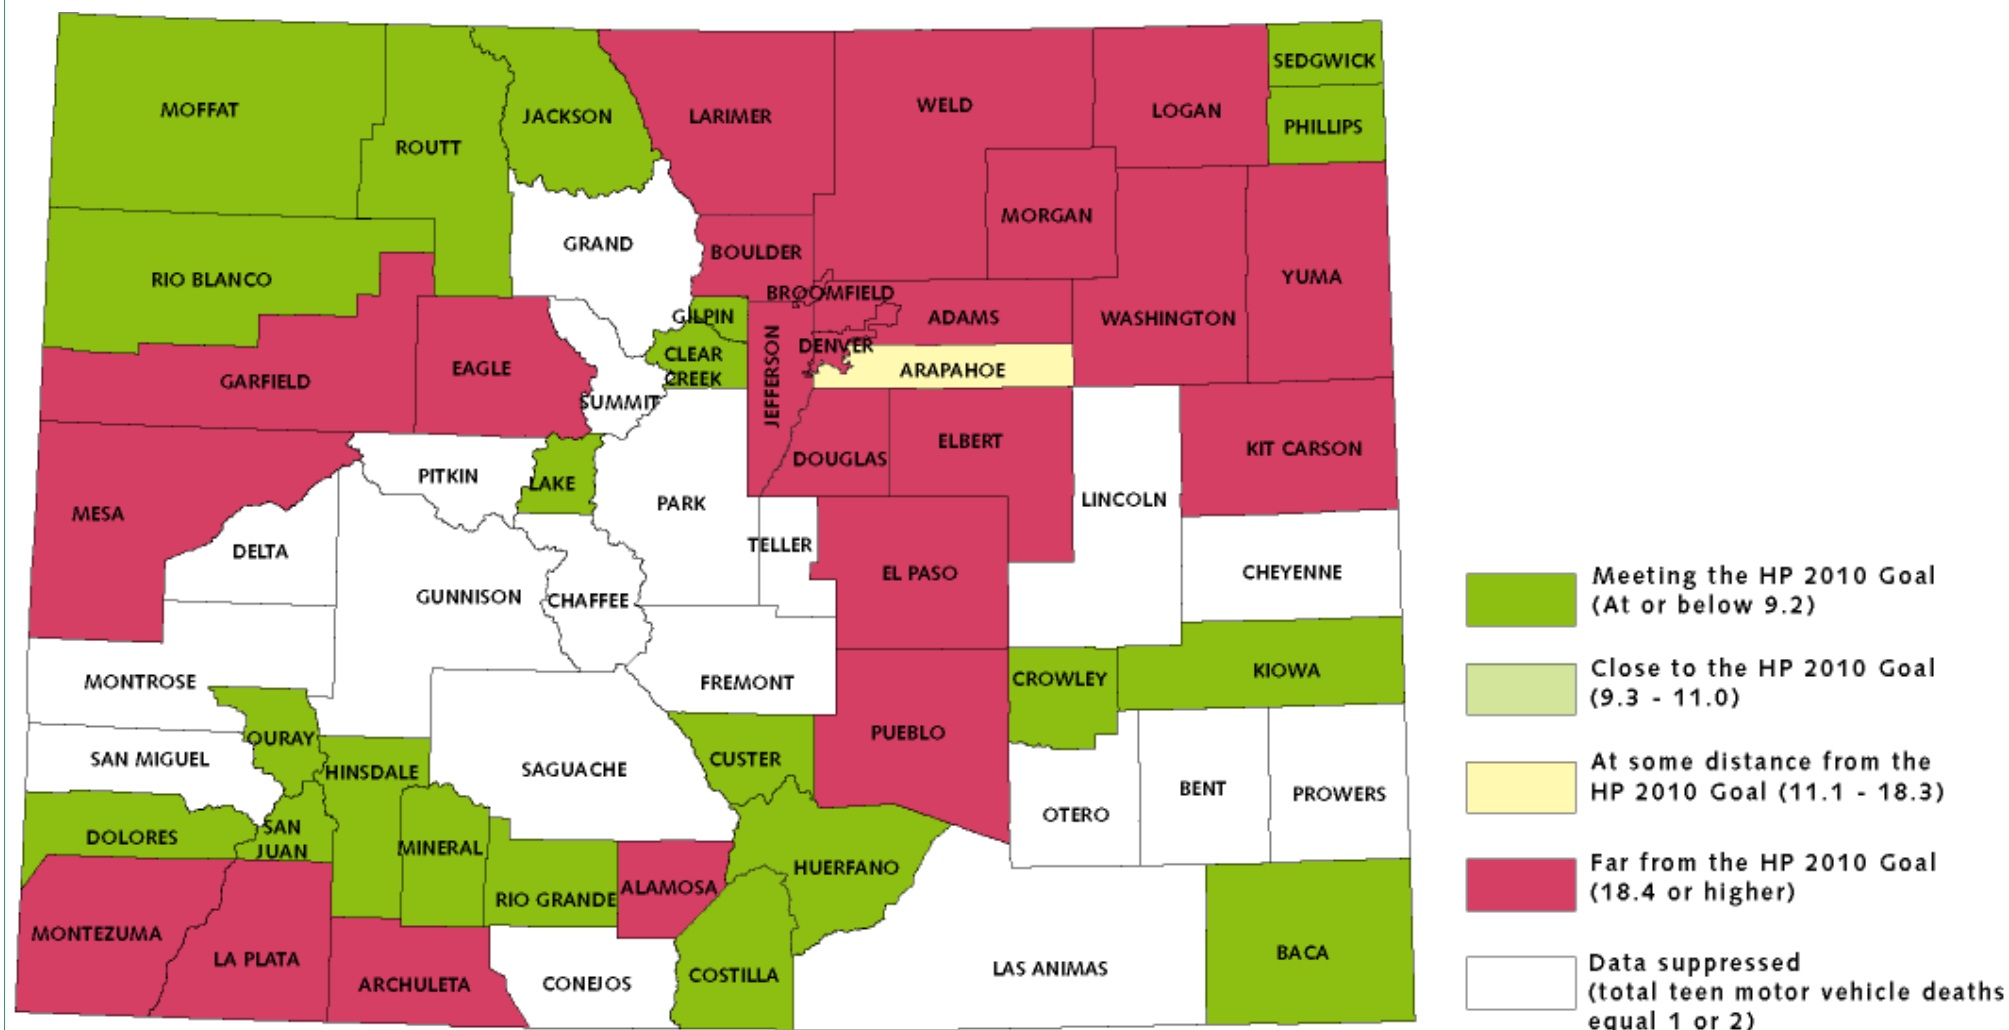 SEDGWICK
MOFFAT
JACKSON
LARIMER
WELD
LOGAN
PHILLIPS
ROUTT
MORGAN
GRAND
BOULDER
RIO BLANCO
YUMA
BROOMFIELD
GILPIN
ADAMS
WASHINGTON
DENVER
CLEAR
CREEK
JEFFERSON
ARAPAHOE
EAGLE
GARFIELD
SUMMIT
ELBERT
KIT CARSON
DOUGLAS
PITKIN
LAKE
PARK
LINCOLN
MESA
TELLER
DELTA
EL PASO
CHEYENNE
GUNNISON
CHAFFEE
MONTROSE
FREMONT
CROWLEY
KIOWA
PUEBLO
OURAY
SAN MIGUEL
HINSDALE
SAGUACHE
CUSTER
BENT
PROWERS
OTERO
DOLORES
SAN
JUAN
MINERAL
HUERFANO
RIO GRANDE
ALAMOSA
MONTEZUMA
LA PLATA
ARCHULETA
CONEJOS
COSTILLA
LAS ANIMAS
BACA
Meeting the HP 2010 Goal
(At or below 9.2)
Close to the HP 2010 Goal
(9.3 - 11.0)
At some distance from the
HP 2010 Goal (11.1 - 18.3)
Far from the HP 2010 Goal
(18.4 or higher)
Data suppressed
(total teen motor vehicle deaths
equal 1 or 2)